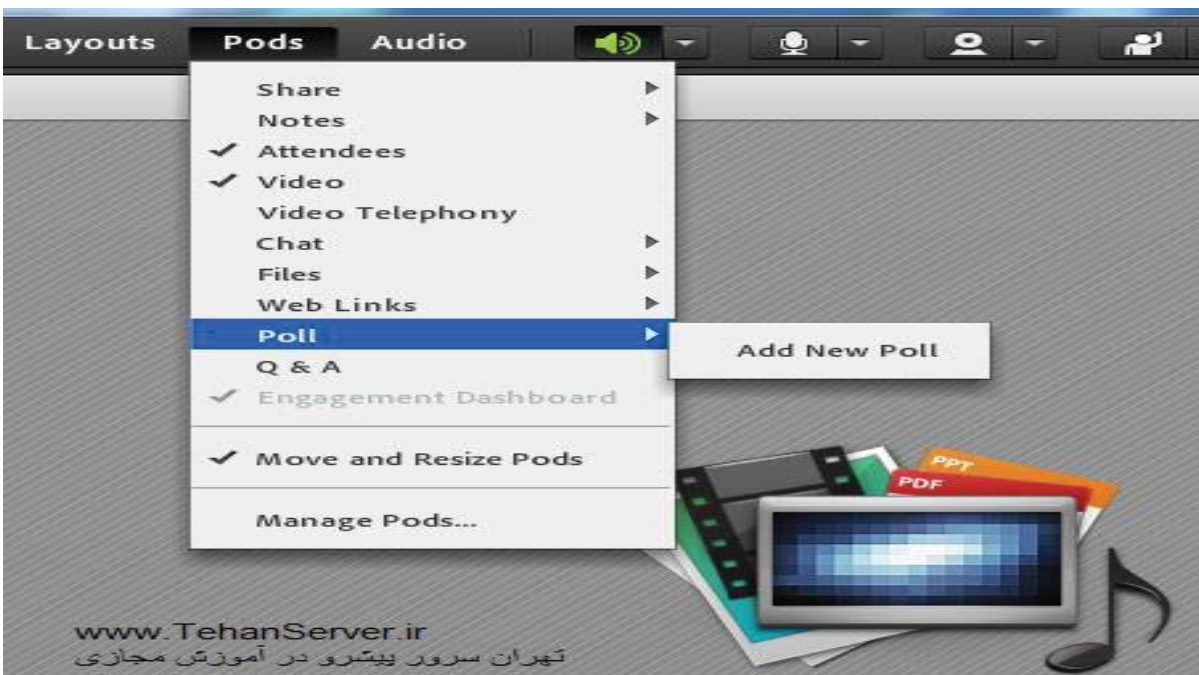 Layouts Pods Audio
Share
Notes
Attendees
Video
Video Telephony
Chat
Files
Web Links
Poll
Add New Poll
Q & A
Engagement Dashboard
Move and Resize Pods
Manage Pods...
PPT
PDF
www.TehanServer.ir
تهران سرور پیشرو در آموزش مجازی